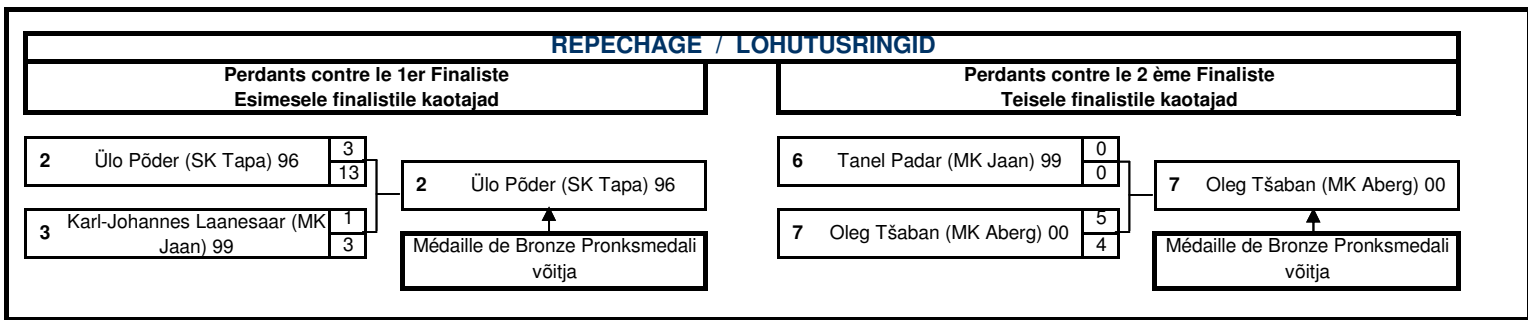 REPECHAGE / LOHUTUSRINGID
Perdants contre le 1er Finaliste
Esimesele finalistile kaotajad
Perdants contre le 2 ème Finaliste
Teisele finalistile kaotajad
2 Ülo Põder (SK Tapa) 96 3
13
3 Karl-Johannes Laanesaar (MK 1
Jaan) 99 3
2 Ülo Põder (SK Tapa) 96
Médaille de Bronze Pronksmedali
võitja
6 Tanel Padar (MK Jaan) 99 0
0
7 Oleg Tšaban (MK Aberg) 00 5
4
7 Oleg Tšaban (MK Aberg) 00
Médaille de Bronze Pronksmedali
võitja